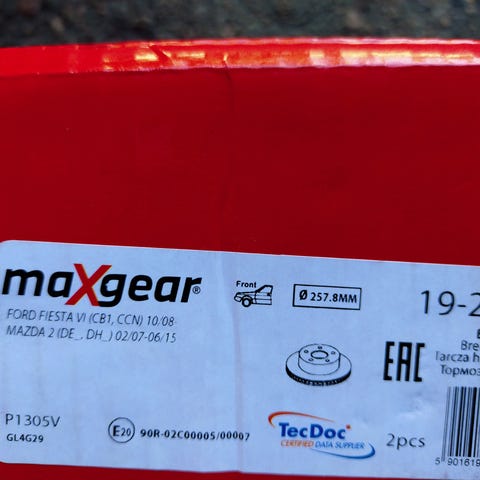 maxgear®
FORD FIESTA VI (CB1, CCN) 10/08-
MAZDA 2 (DE_, DH_) 02/07-06/15
P1305V
GL4G29
E20 90R-02C00005/00007
Front
Ø 257.8MM
TecDoc
CERTIFIED DATA SUPPLIER
19-2
EAC
Bre
Tarcza h
Тормоз
2pcs
5 901619